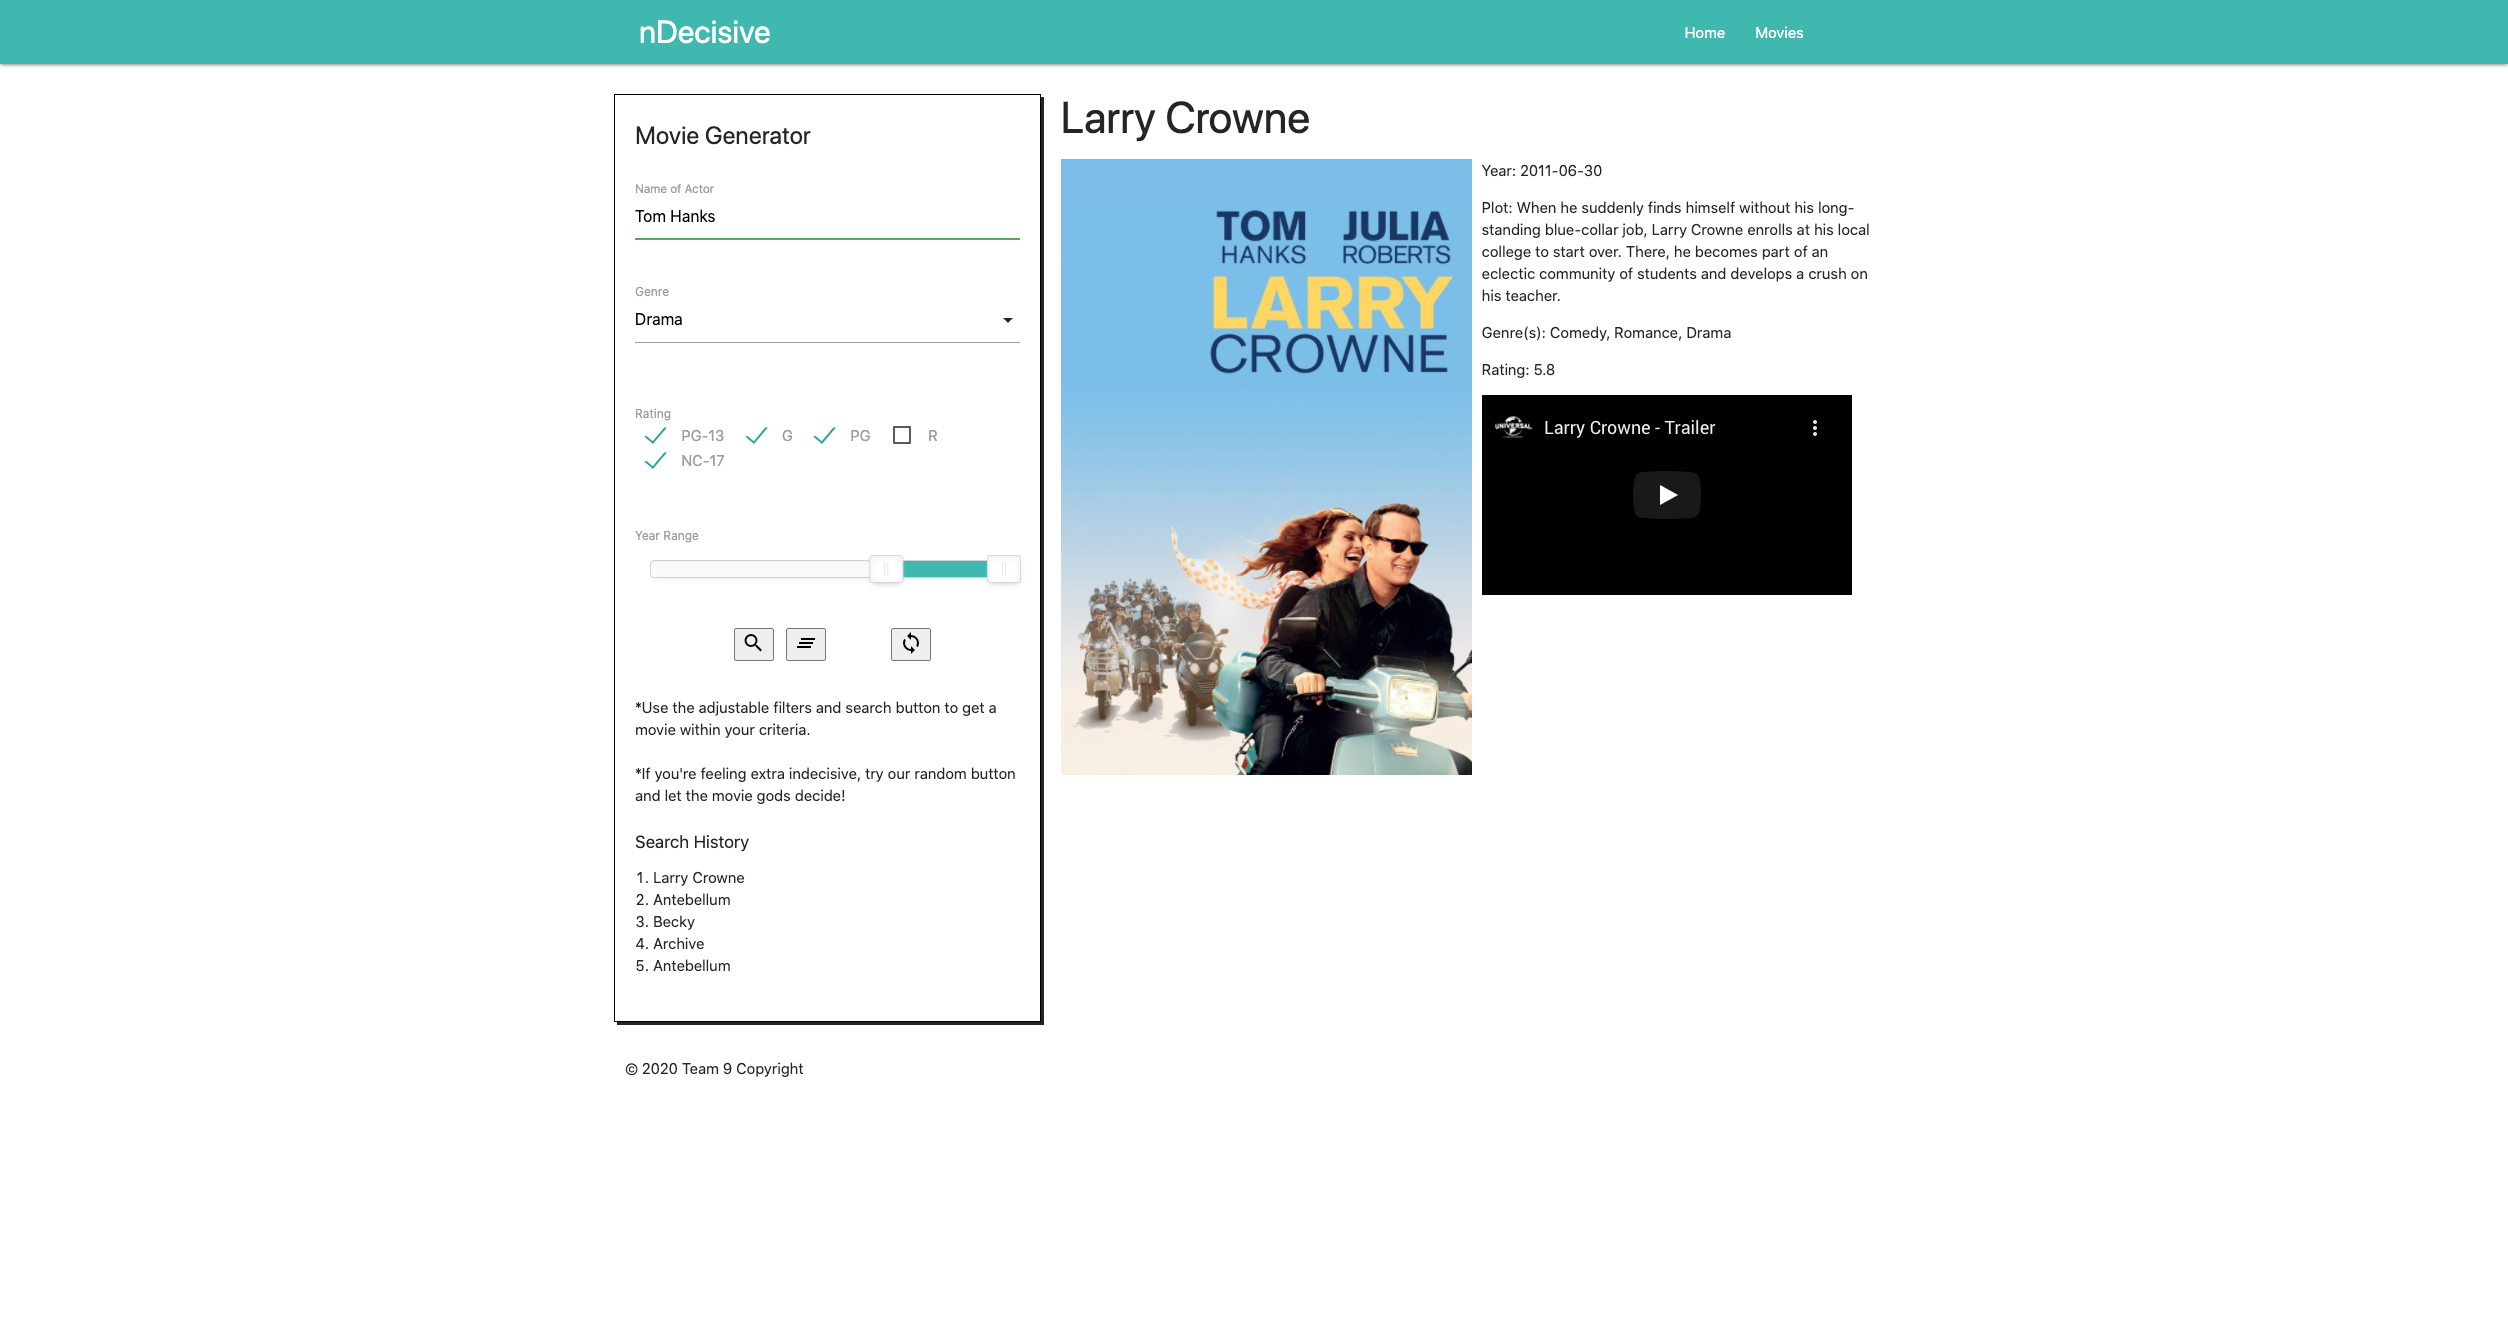 nDecisive
Home
Movies
Movie Generator
Name of Actor
Tom Hanks
Genre
Drama
Rating
PG-13
G
PG
R
NC-17
Year Range
*Use the adjustable filters and search button to get a
movie within your criteria.
*If you're feeling extra indecisive, try our random button
and let the movie gods decide!
Search History
1. Larry Crowne
2. Antebellum
3. Becky
4. Archive
5. Antebellum
Larry Crowne
TOM JULIA
HANKS ROBERTS
LARRY
CROWNE
Year: 2011-06-30
Plot: When he suddenly finds himself without his long-
standing blue-collar job, Larry Crowne enrolls at his local
college to start over. There, he becomes part of an
eclectic community of students and develops a crush on
his teacher.
Genre(s): Comedy, Romance, Drama
Rating: 5.8
UNIVERSAL
Larry Crowne - Trailer
© 2020 Team 9 Copyright